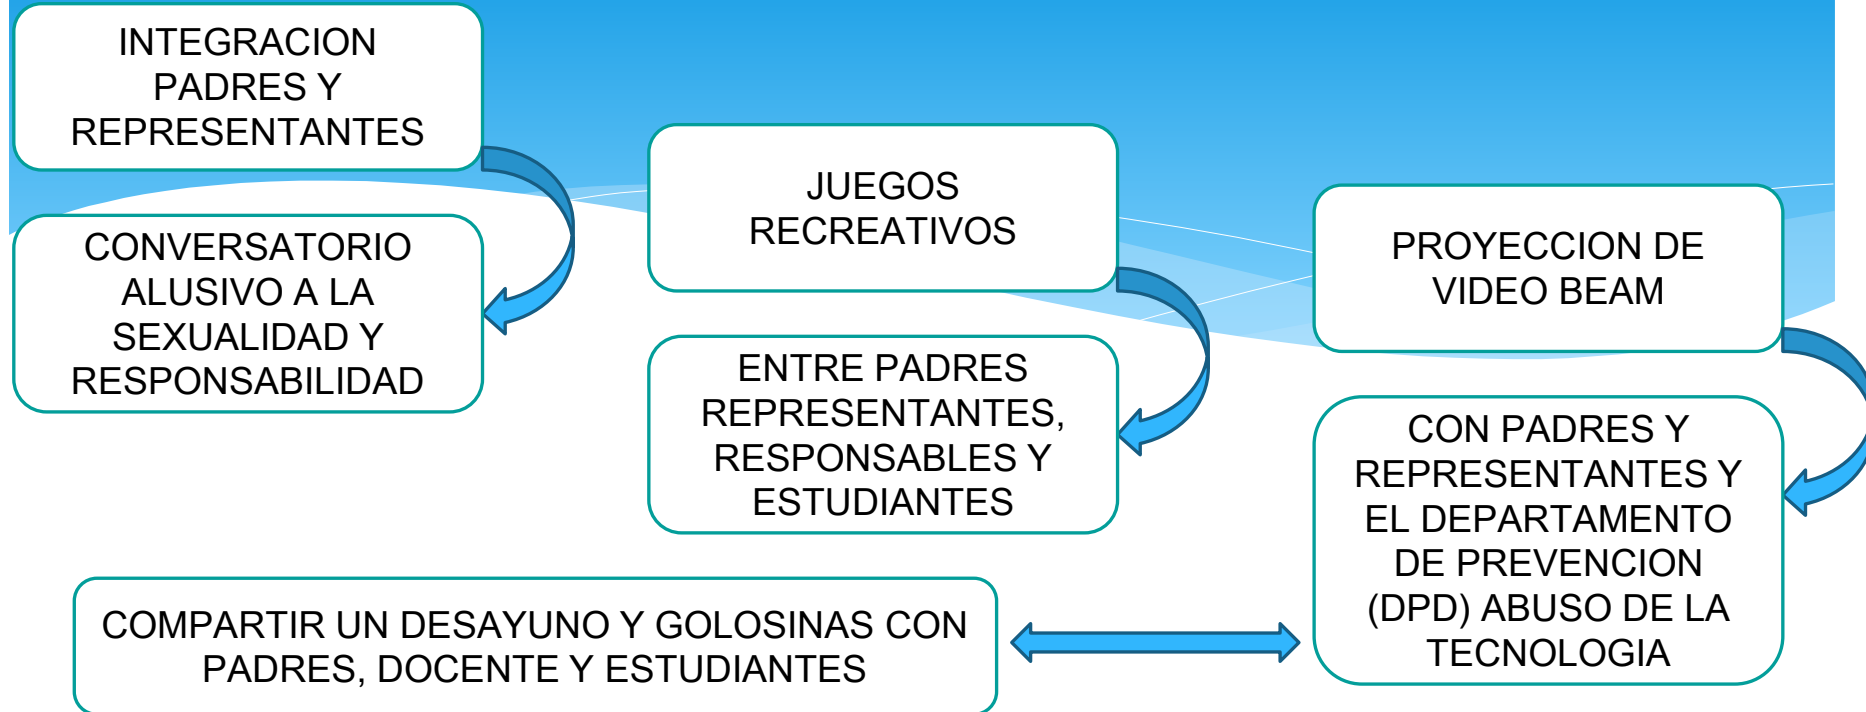 INTEGRACION
PADRES Y
REPRESENTANTES
CONVERSATORIO
ALUSIVO A LA
SEXUALIDAD Y
RESPONSABILIDAD
JUEGOS
RECREATIVOS
ENTRE PADRES
REPRESENTANTES,
RESPONSABLES Y
ESTUDIANTES
PROYECCION DE
VIDEO BEAM
CON PADRES Y
REPRESENTANTES Y
EL DEPARTAMENTO
DE PREVENCION
(DPD) ABUSO DE LA
TECNOLOGIA
COMPARTIR UN DESAYUNO Y GOLOSINAS CON
PADRES, DOCENTE Y ESTUDIANTES